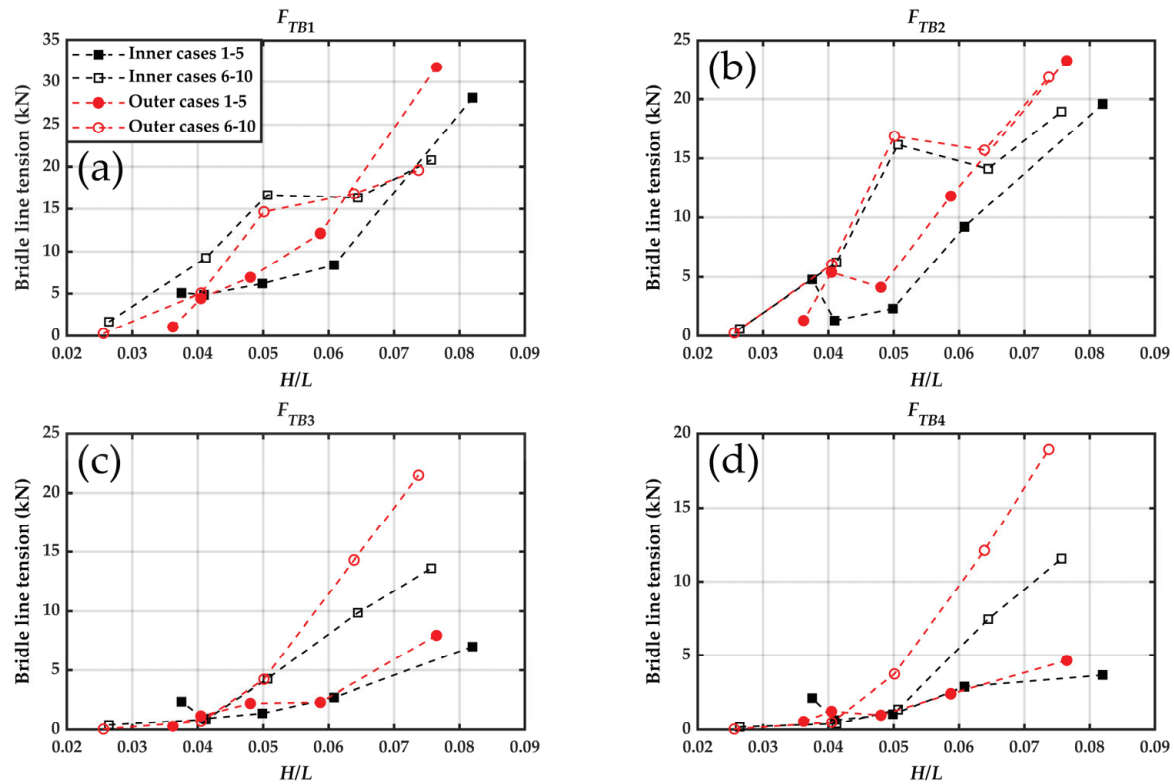 F_TB1
35
30
25
20
15
10
5
0
Bridle line tension (kN)
Inner cases 1-5
Inner cases 6-10
Outer cases 1-5
Outer cases 6-10
(a)
0.02 0.03 0.04 0.05 0.06 0.07 0.08 0.09
H/L
F_TB2
25
20
15
10
5
0
Bridle line tension (kN)
(b)
0.02 0.03 0.04 0.05 0.06 0.07 0.08 0.09
H/L
F_TB3
25
20
15
10
5
0
Bridle line tension (kN)
(c)
0.02 0.03 0.04 0.05 0.06 0.07 0.08 0.09
H/L
F_TB4
20
15
10
5
0
Bridle line tension (kN)
(d)
0.02 0.03 0.04 0.05 0.06 0.07 0.08 0.09
H/L